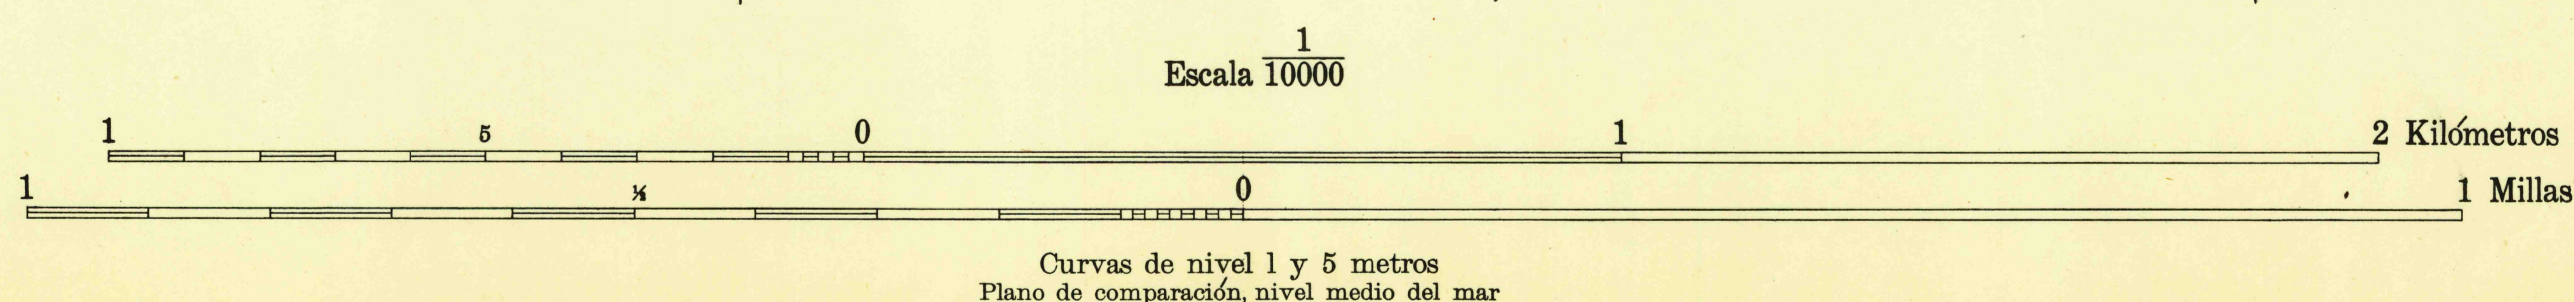 Escala 1/10000
1 5 0 1 2 Kilómetros
1 ½ 0 1 Millas
Curvas de nivel 1 y 5 metros
Plano de comparación, nivel medio del mar